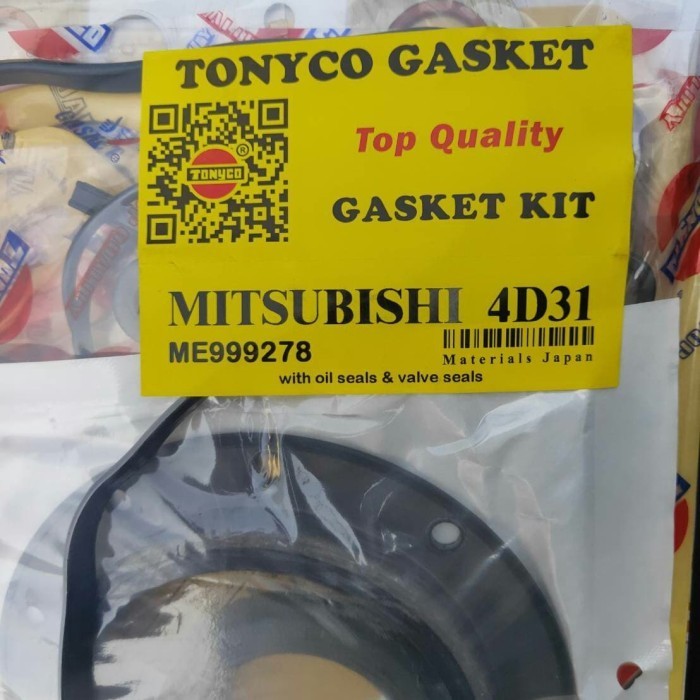 TONYCO GASKET
TONYCO
®
Top Quality
GASKET KIT
MITSUBISHI 4D31
ME999278
Materials Japan
with oil seals & valve seals